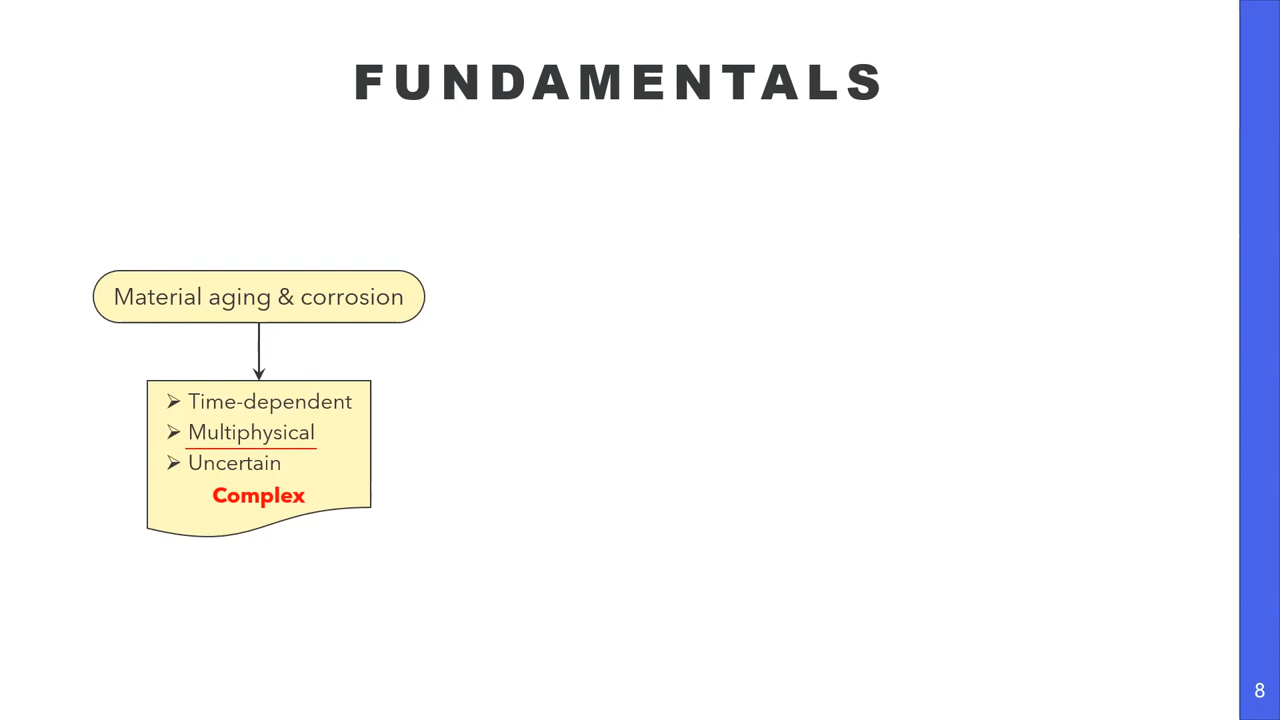 FUNDAMENTALS
Material aging & corrosion
➢ Time-dependent
➢ Multiphysical
➢ Uncertain
Complex
8